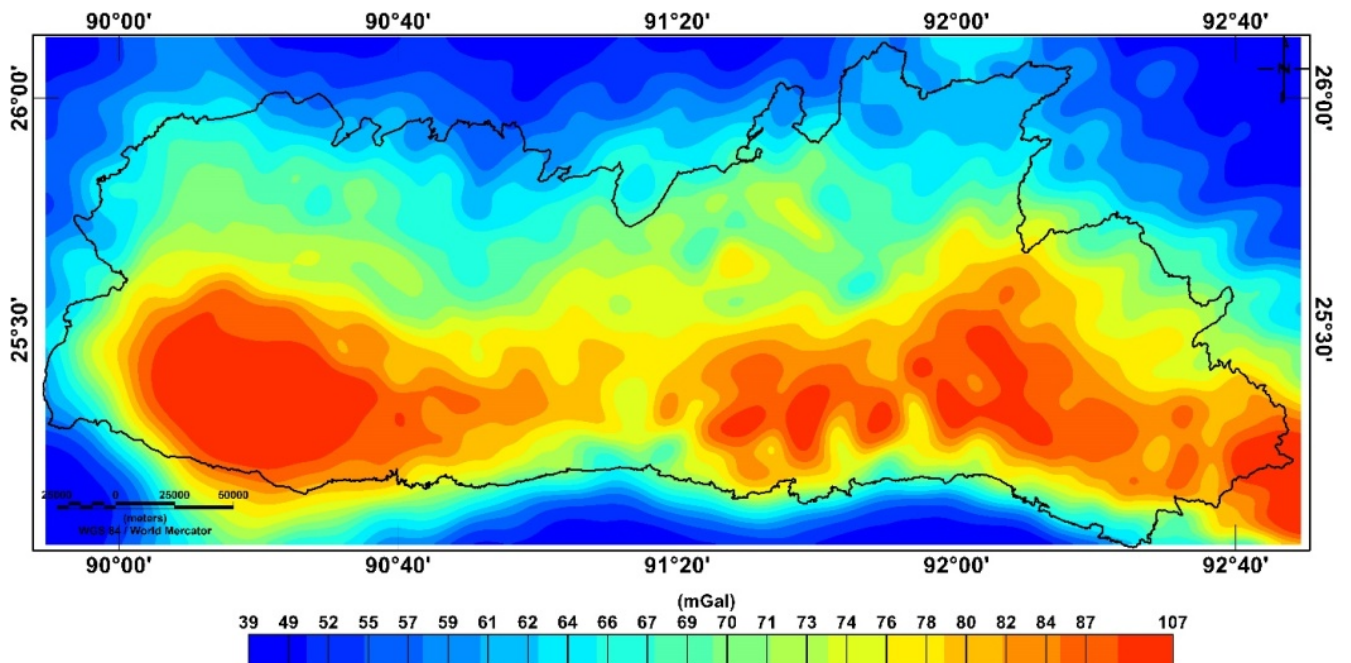 90°00' 90°40' 91°20' 92°00' 92°40'
26°00' 26°00'
N
25°30' 25°30'
25000 0 25000 50000
(meters)
WGS 84 / World Mercator
90°00' 90°40' 91°20' 92°00' 92°40'
(mGal)
39 49 52 55 57 59 61 62 64 66 67 69 70 71 73 74 76 78 80 82 84 87 107